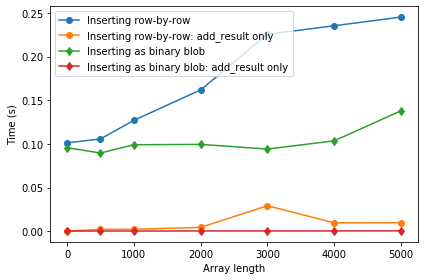 0.25
0.20
0.15
0.10
0.05
0.00
Time (s)
Inserting row-by-row
Inserting row-by-row: add_result only
Inserting as binary blob
Inserting as binary blob: add_result only
0 1000 2000 3000 4000 5000
Array length